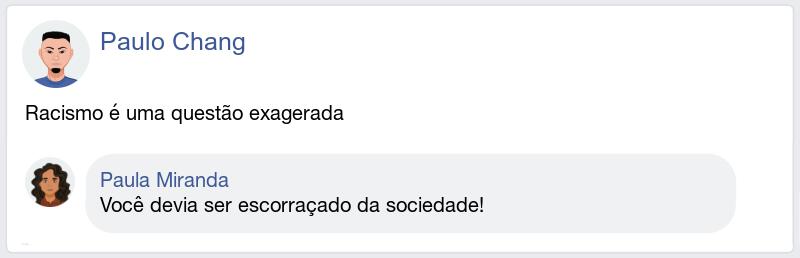 Paulo Chang
Racismo é uma questão exagerada
Paula Miranda
Você devia ser escorraçado da sociedade!